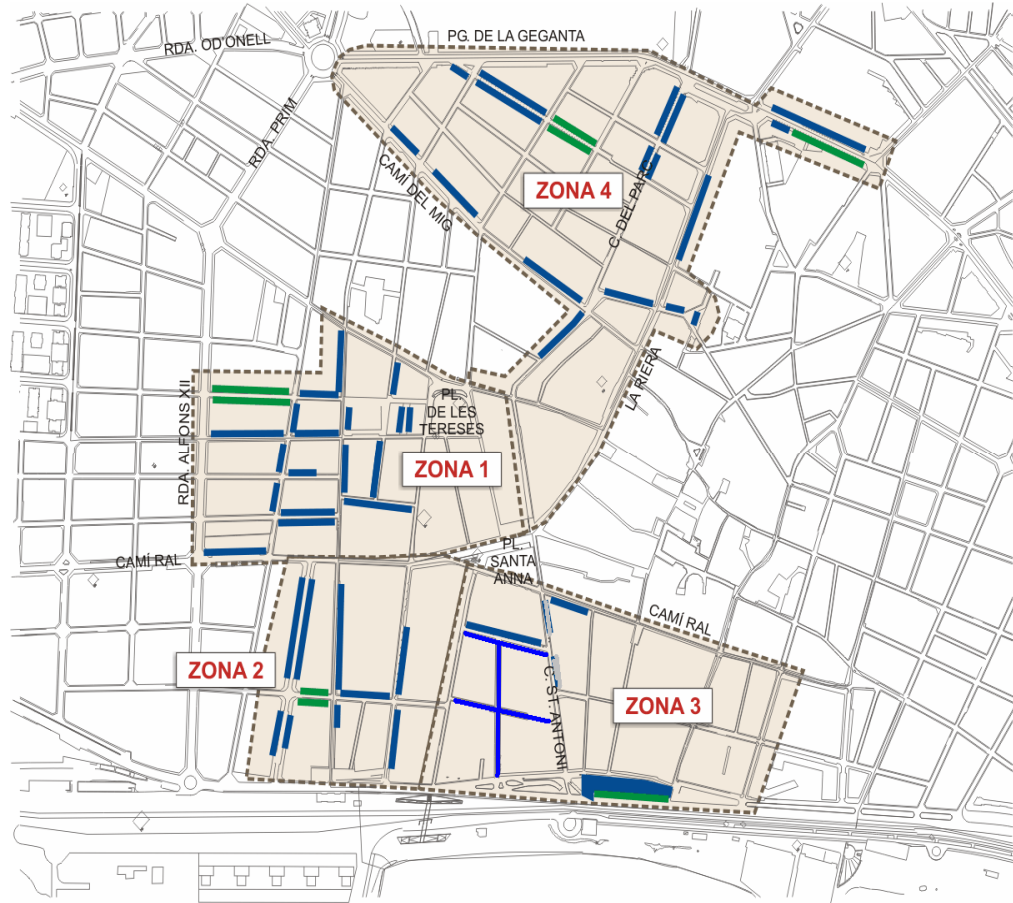 PG. DE LA GEGANTA
RDA. OD'ONELL
RDA. PRIM
CAMÍ DEL MIG
ZONA 4
C. DEL PARC
LA RIERA
RDA. ALFONS XII
PL.
DE LES
TERESES
ZONA 1
CAMÍ RAL
PL.
SANTA
ANNA
CAMÍ RAL
ZONA 2
C. ST. ANTONI
ZONA 3